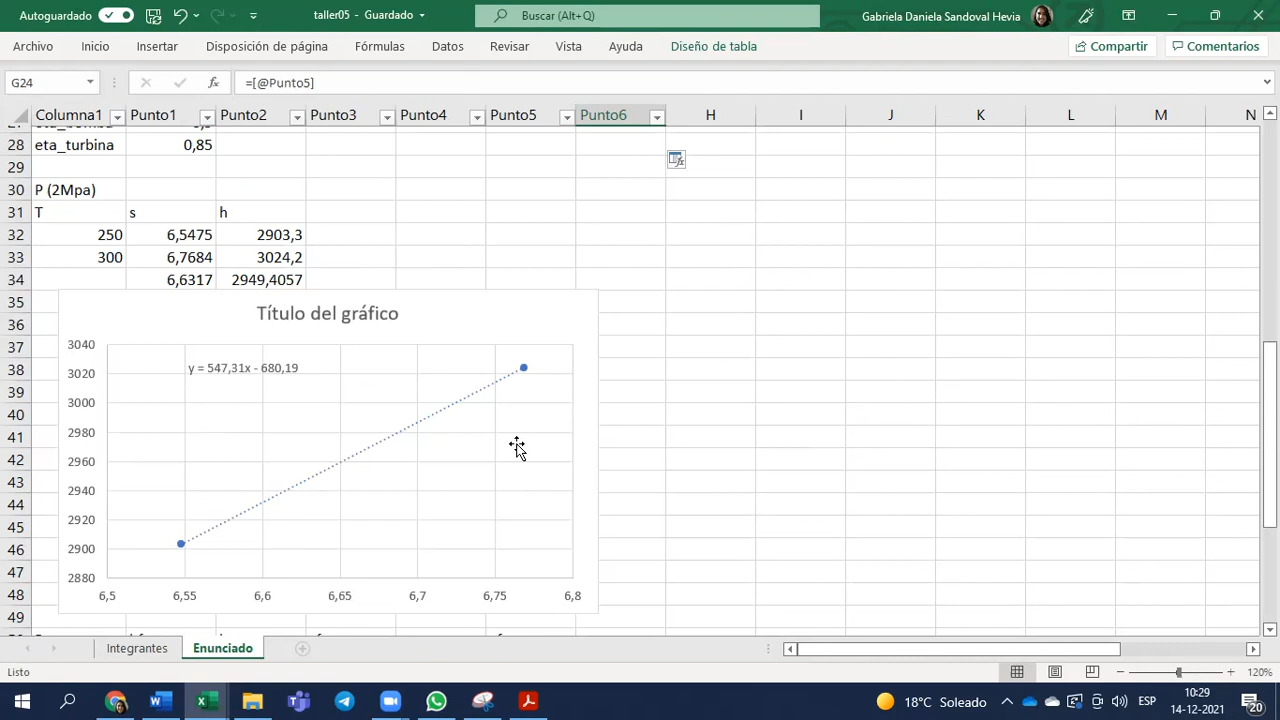 Autoguardado
taller05 - Guardado
Buscar (Alt+Q)
Gabriela Daniela Sandoval Hevia
Archivo Inicio Insertar Disposición de página Fórmulas Datos Revisar Vista Ayuda Diseño de tabla
Compartir Comentarios
G24 fx =[@Punto5]
Columna1 Punto1 Punto2 Punto3 Punto4 Punto5 Punto6 H I J K L M N
28 eta_turbina 0,85
29
30 P (2Mpa)
31 T s h
32 250 6,5475 2903,3
33 300 6,7684 3024,2
34 6,6317 2949,4057
35
36
37
38
39
40
41
42
43
44
45
46
47
48
49
Título del gráfico
y = 547,31x - 680,19
3040
3020
3000
2980
2960
2940
2920
2900
2880
6,5 6,55 6,6 6,65 6,7 6,75 6,8
Integrantes Enunciado
Listo
120%
18°C Soleado
ESP
10:29
14-12-2021
20